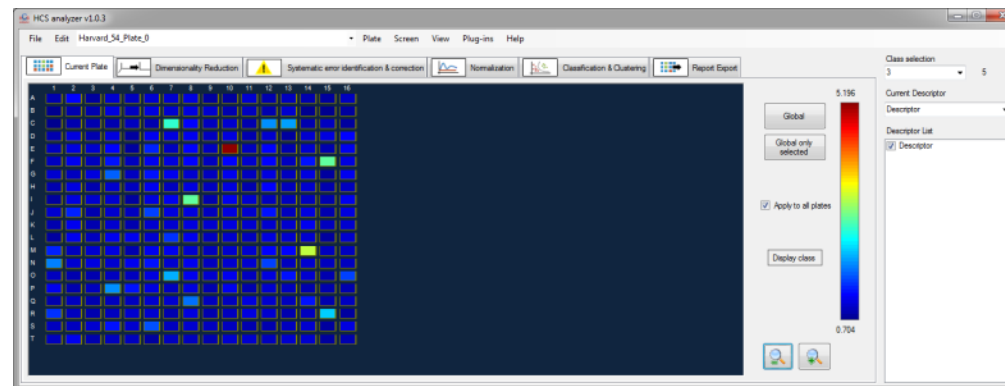 HCS analyzer v1.0.3
File Edit Harvard_54_Plate_0 Plate Screen View Plug-ins Help
Current Plate Dimensionality Reduction Systematic error identification & correction Normalization Classification & Clustering Report Export
Class selection
3 5
Current Descriptor
Descriptor
Descriptor List
Descriptor
1 2 3 4 5 6 7 8 9 10 11 12 13 14 15 16
A
B
C
D
E
F
G
H
I
J
K
L
M
N
O
P
Q
R
S
T
Global
Global only
selected
Apply to all plates
Display class
5.196
0.704